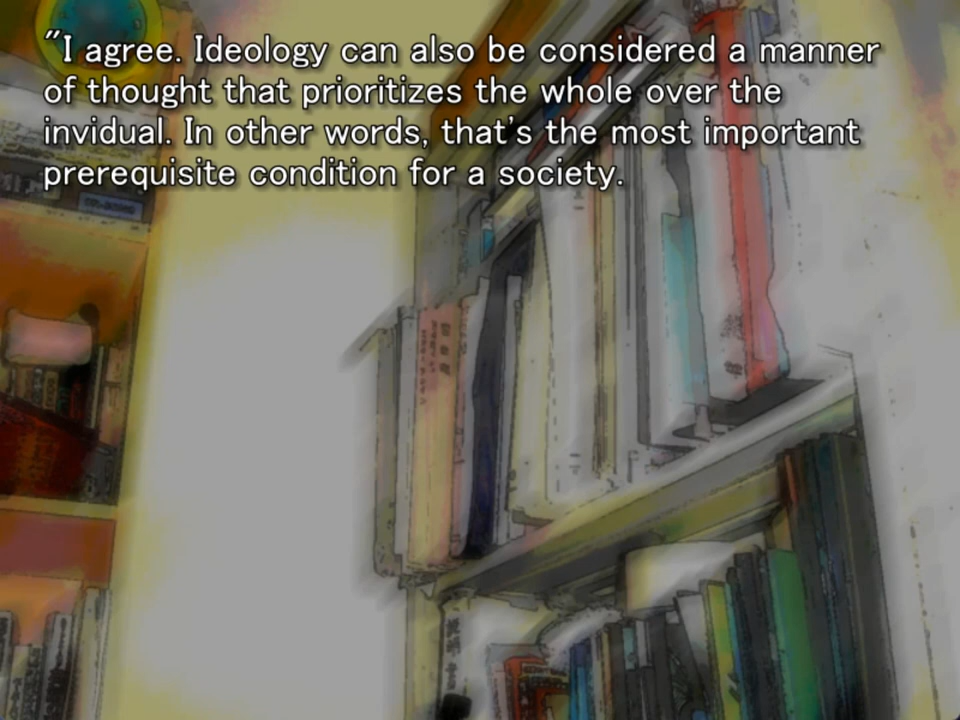 "I agree. Ideology can also be considered a manner
of thought that prioritizes the whole over the
invidual. In other words, that's the most important
prerequisite condition for a society.